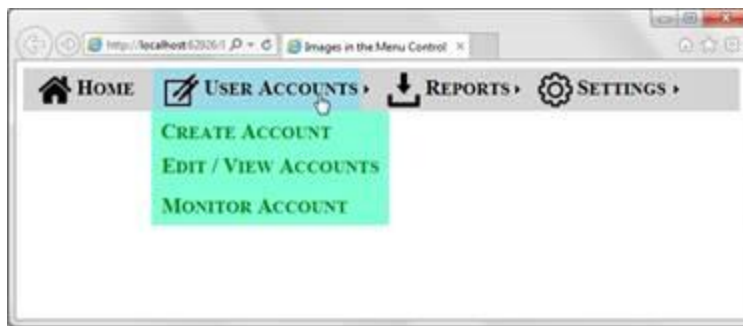 http://localhost:62826/
Images in the Menu Control
HOME USER ACCOUNTS REPORTS SETTINGS
CREATE ACCOUNT
EDIT / VIEW ACCOUNTS
MONITOR ACCOUNT